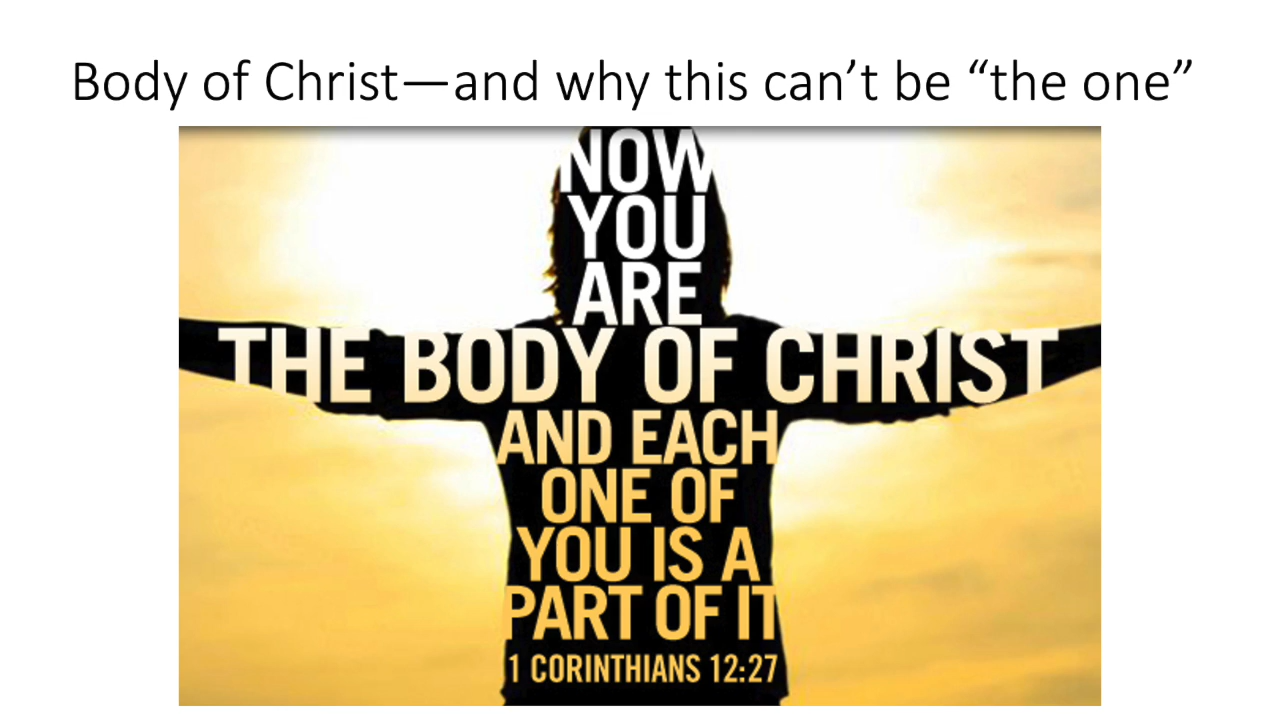 Body of Christ—and why this can’t be “the one”
NOW
YOU
ARE
THE BODY OF CHRIST
AND EACH
ONE OF
YOU IS A
PART OF IT
1 CORINTHIANS 12:27